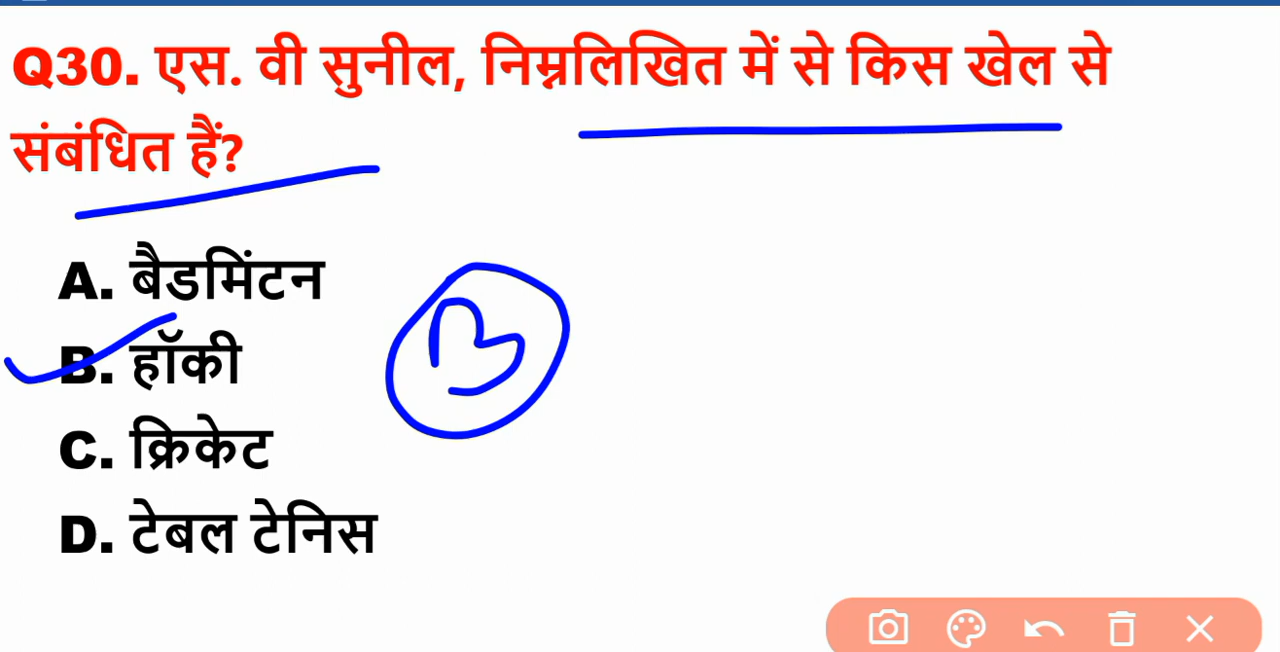 Q30. एस. वी सुनील, निम्नलिखित में से किस खेल से
संबंधित हैं?
A. बैडमिंटन
B. हॉकी
B
C. क्रिकेट
D. टेबल टेनिस